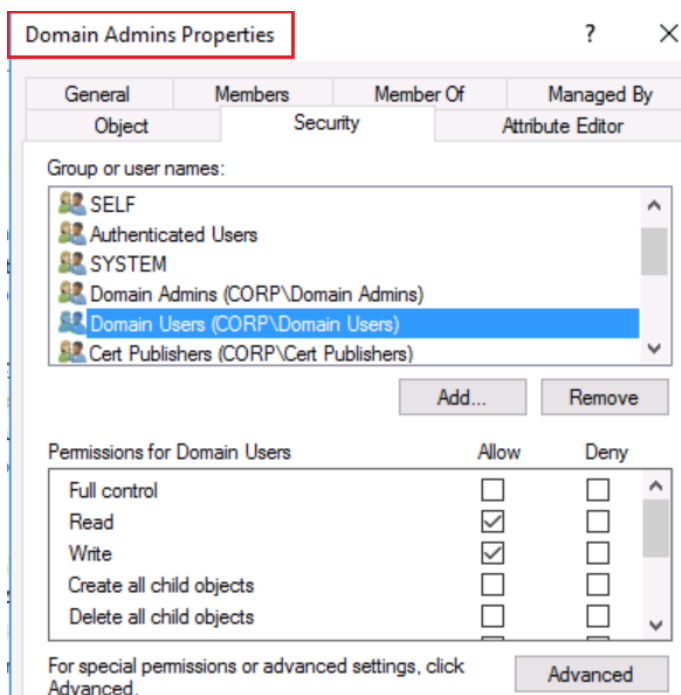 Domain Admins Properties
?
General Members Member Of Managed By
Object Security Attribute Editor
Group or user names:
SELF
Authenticated Users
SYSTEM
Domain Admins (CORP\Domain Admins)
Domain Users (CORP\Domain Users)
Cert Publishers (CORP\Cert Publishers)
Add... Remove
Permissions for Domain Users Allow Deny
Full control
Read
Write
Create all child objects
Delete all child objects
For special permissions or advanced settings, click
Advanced.
Advanced